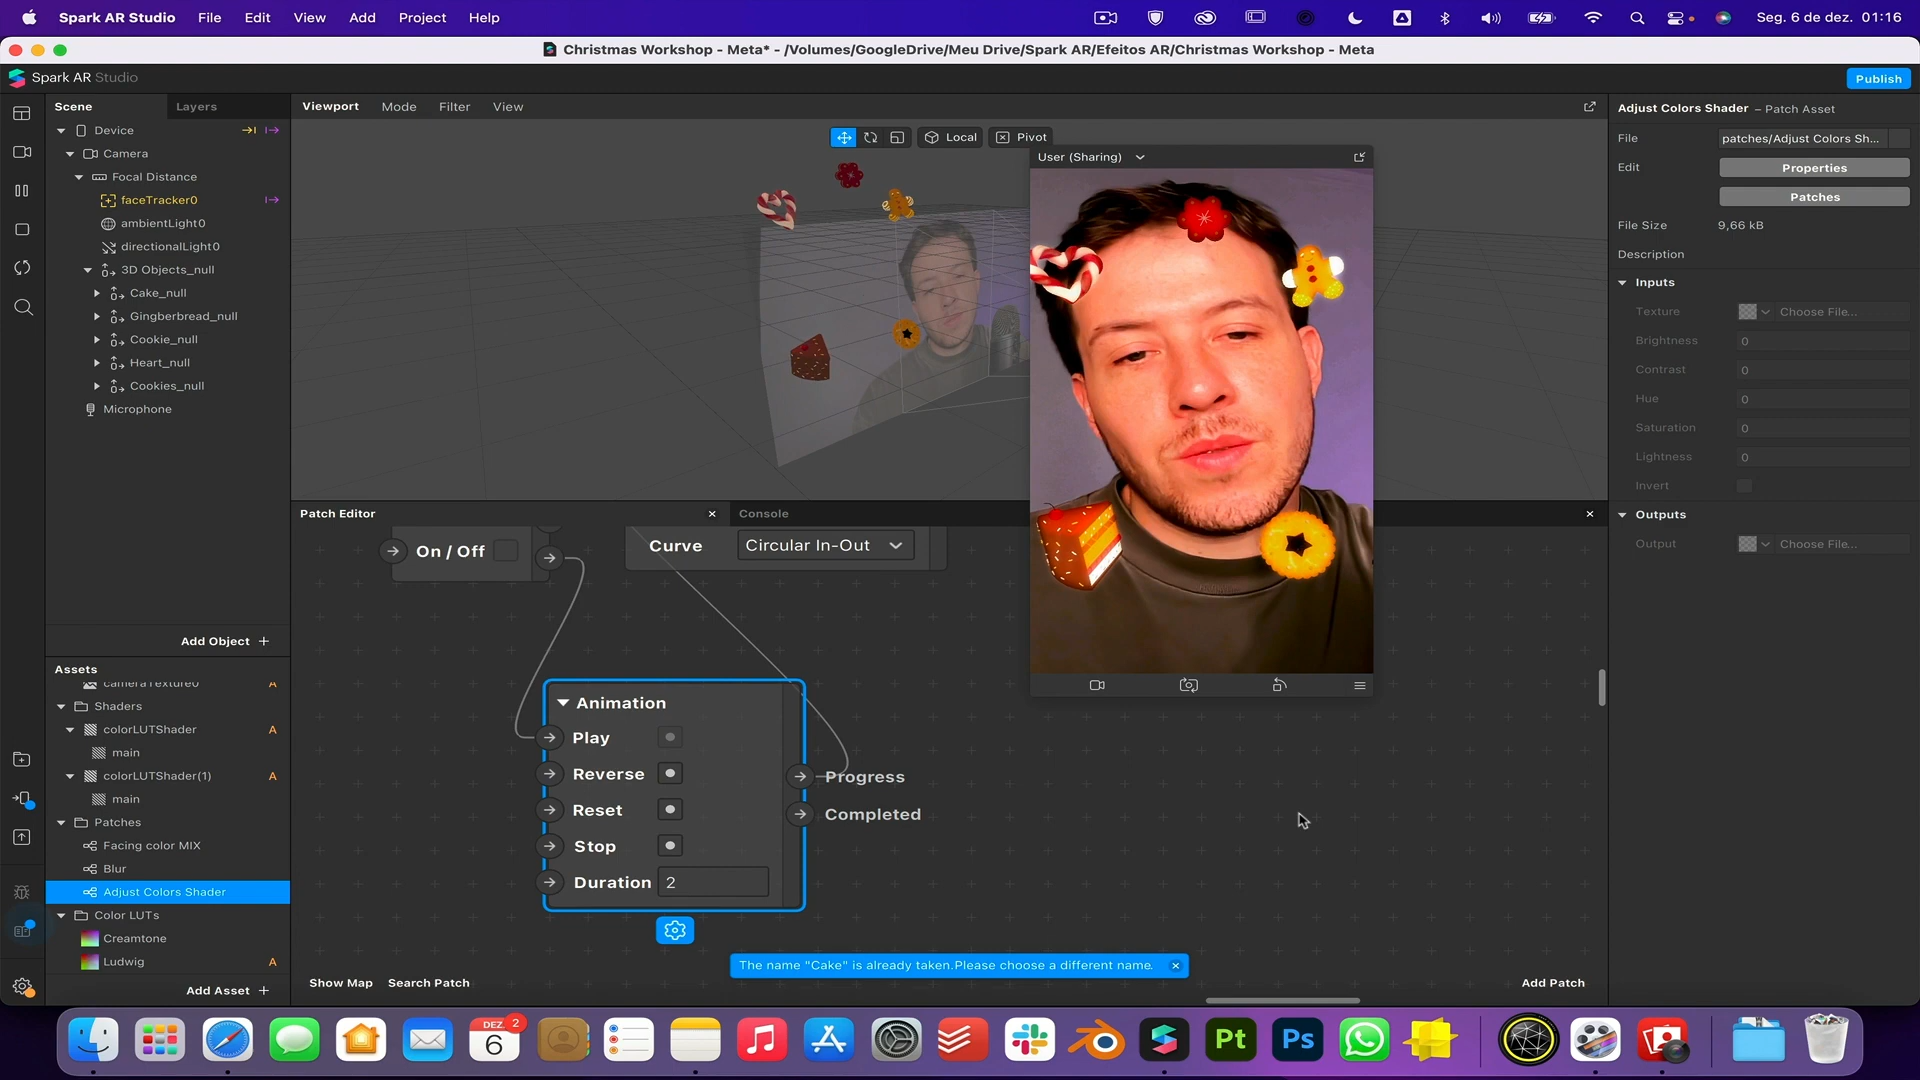 Spark AR Studio File Edit View Add Project Help Seg. 6 de dez. 01:16
Christmas Workshop - Meta* - /Volumes/GoogleDrive/Meu Drive/Spark AR/Efeitos AR/Christmas Workshop - Meta
Spark AR Studio
Publish
Scene Layers
Device
Camera
Focal Distance
faceTracker0
ambientLight0
directionalLight0
3D Objects_null
Cake_null
Gingberbread_null
Cookie_null
Heart_null
Cookies_null
Microphone
Add Object +
Assets
cameraTexture0 A
Shaders
colorLUTShader A
main
colorLUTShader(1) A
main
Patches
Facing color MIX
Blur
Adjust Colors Shader
Color LUTs
Creamtone
Ludwig A
Add Asset +
Viewport Mode Filter View
Local Pivot
User (Sharing)
Patch Editor
Console
On / Off
Curve Circular In-Out
Animation
Play
Reverse
Reset
Stop
Duration 2
Progress
Completed
The name "Cake" is already taken.Please choose a different name.
Show Map Search Patch
Add Patch
Adjust Colors Shader – Patch Asset
File patches/Adjust Colors Sh...
Edit Properties
Patches
File Size 9,66 kB
Description
Inputs
Texture Choose File...
Brightness 0
Contrast 0
Hue 0
Saturation 0
Lightness 0
Invert
Outputs
Output Choose File...
DEZ. 2
6
Pt
Ps